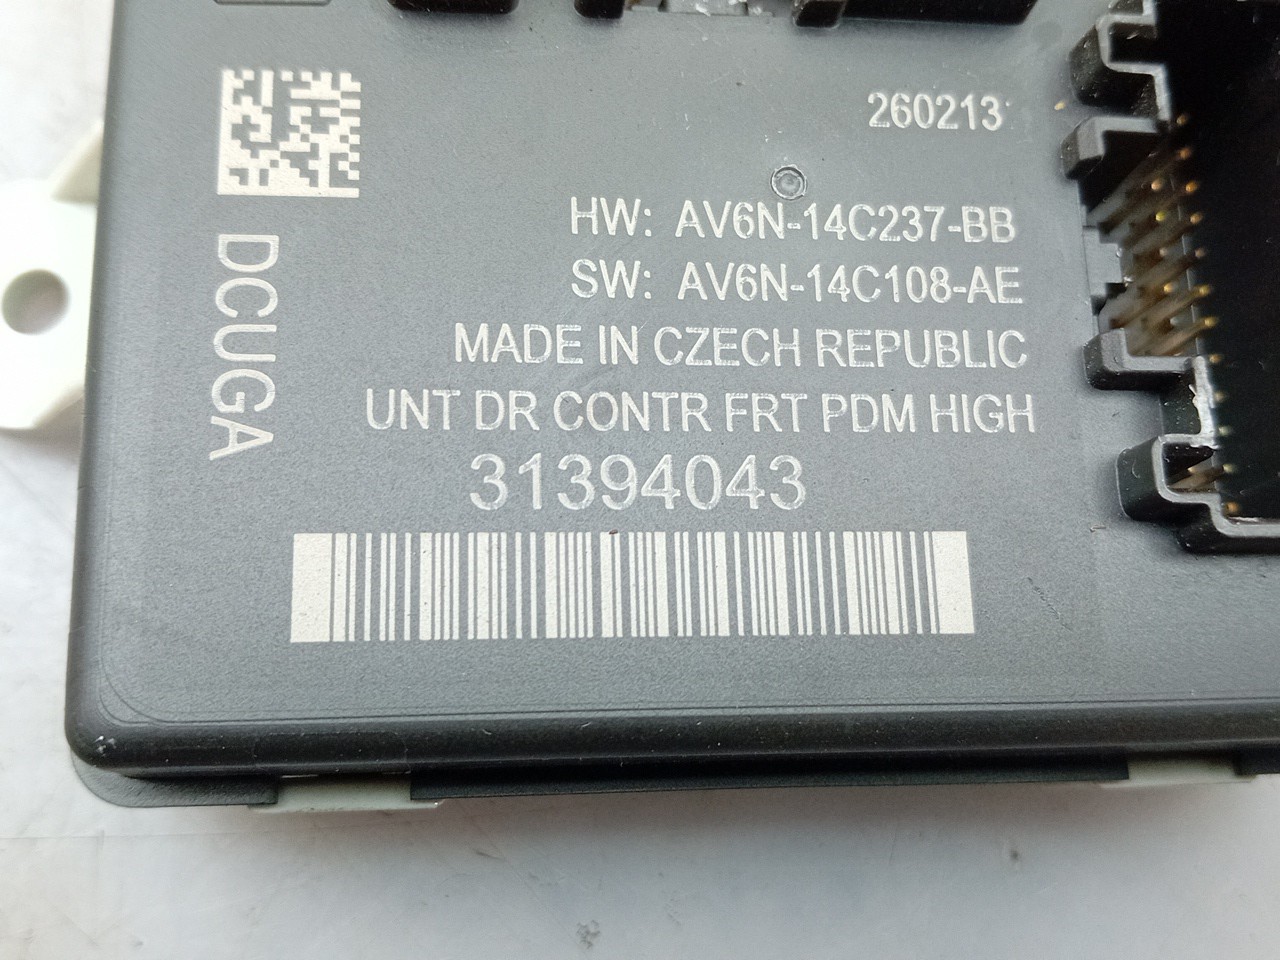 260213
HW: AV6N-14C237-BB
SW: AV6N-14C108-AE
MADE IN CZECH REPUBLIC
UNT DR CONTR FRT PDM HIGH
31394043
DCUGA